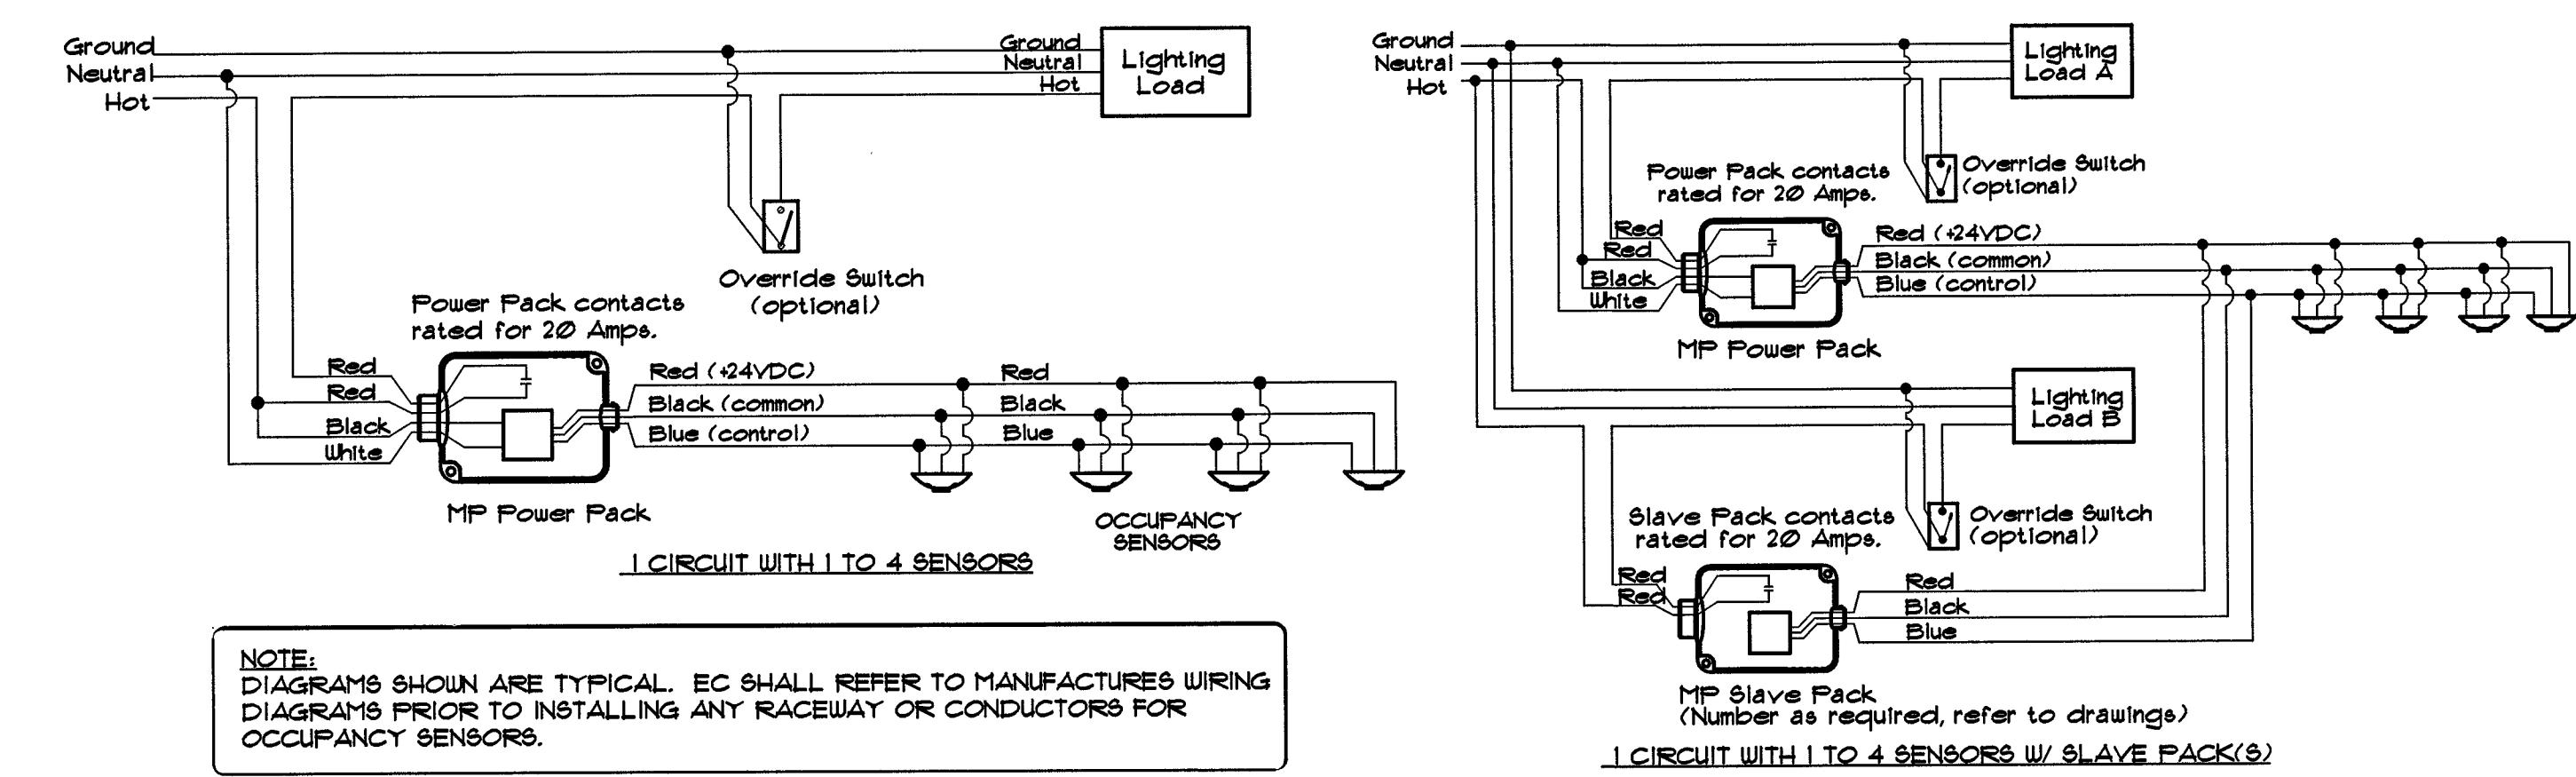 Ground
Neutral
Hot
Ground
Neutral
Hot
Lighting
Load
Override Switch
(optional)
Power Pack contacts
rated for 20 Amps.
Red
Red
Black
White
Red (+24VDC)
Black (common)
Blue (control)
Red
Black
Blue
MP Power Pack
OCCUPANCY
SENSORS
1 CIRCUIT WITH 1 TO 4 SENSORS
NOTE:
DIAGRAMS SHOWN ARE TYPICAL. EC SHALL REFER TO MANUFACTURES WIRING
DIAGRAMS PRIOR TO INSTALLING ANY RACEWAY OR CONDUCTORS FOR
OCCUPANCY SENSORS.
Ground
Neutral
Hot
Lighting
Load A
Override Switch
(optional)
Power Pack contacts
rated for 20 Amps.
Red
Red
Black
White
Red (+24VDC)
Black (common)
Blue (control)
MP Power Pack
Lighting
Load B
Override Switch
(optional)
Slave Pack contacts
rated for 20 Amps.
Red
Red
Red
Black
Blue
MP Slave Pack
(Number as required, refer to drawings)
1 CIRCUIT WITH 1 TO 4 SENSORS W/ SLAVE PACK(S)